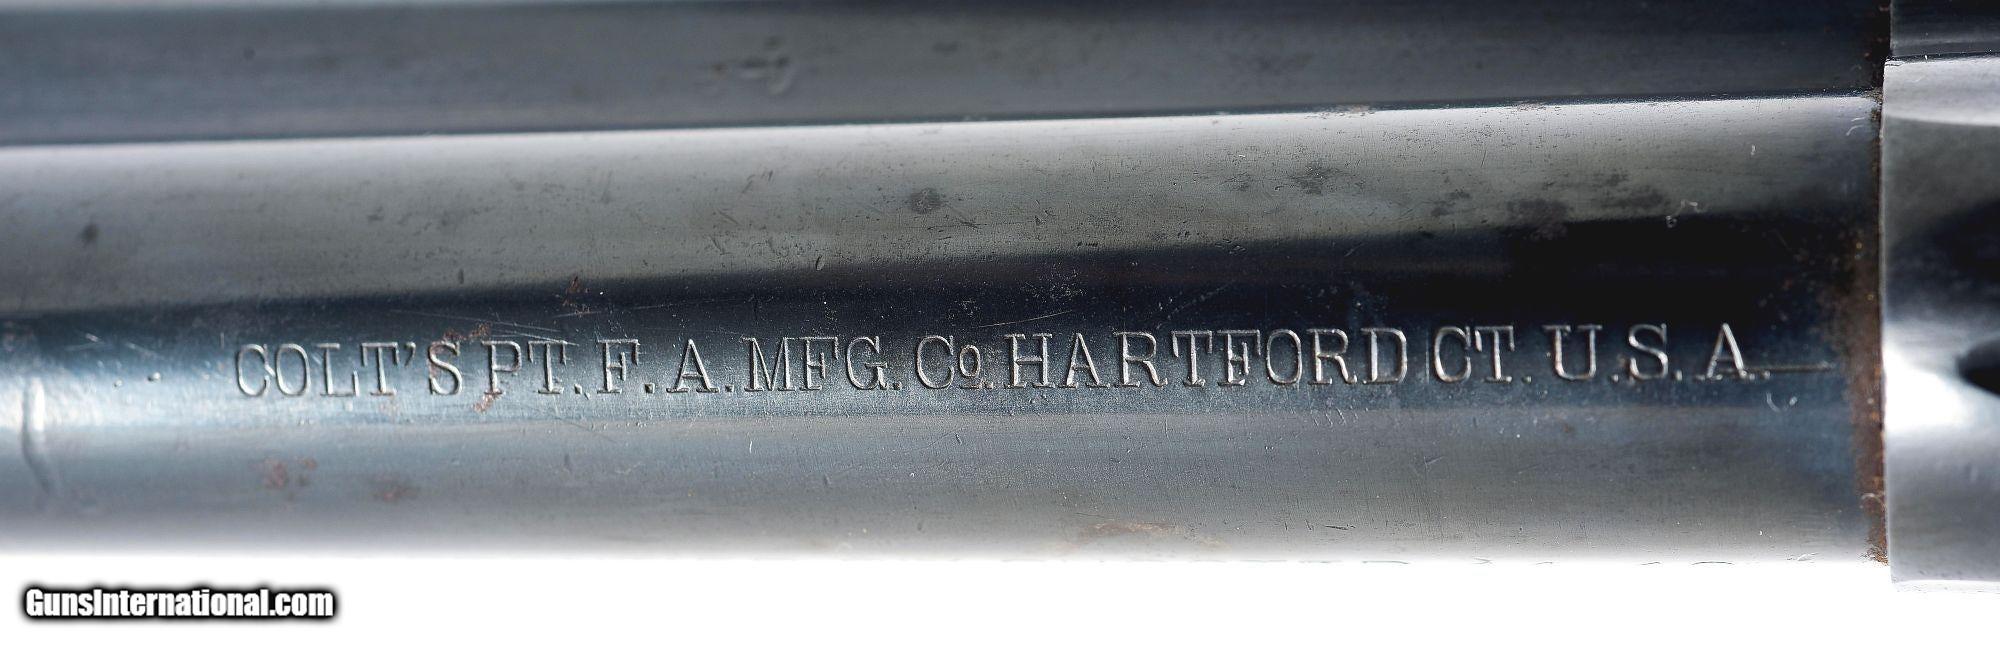 COLT'S PT. F. A. MFG. Co. HARTFORD CT. U.S.A.
GunsInternational.com